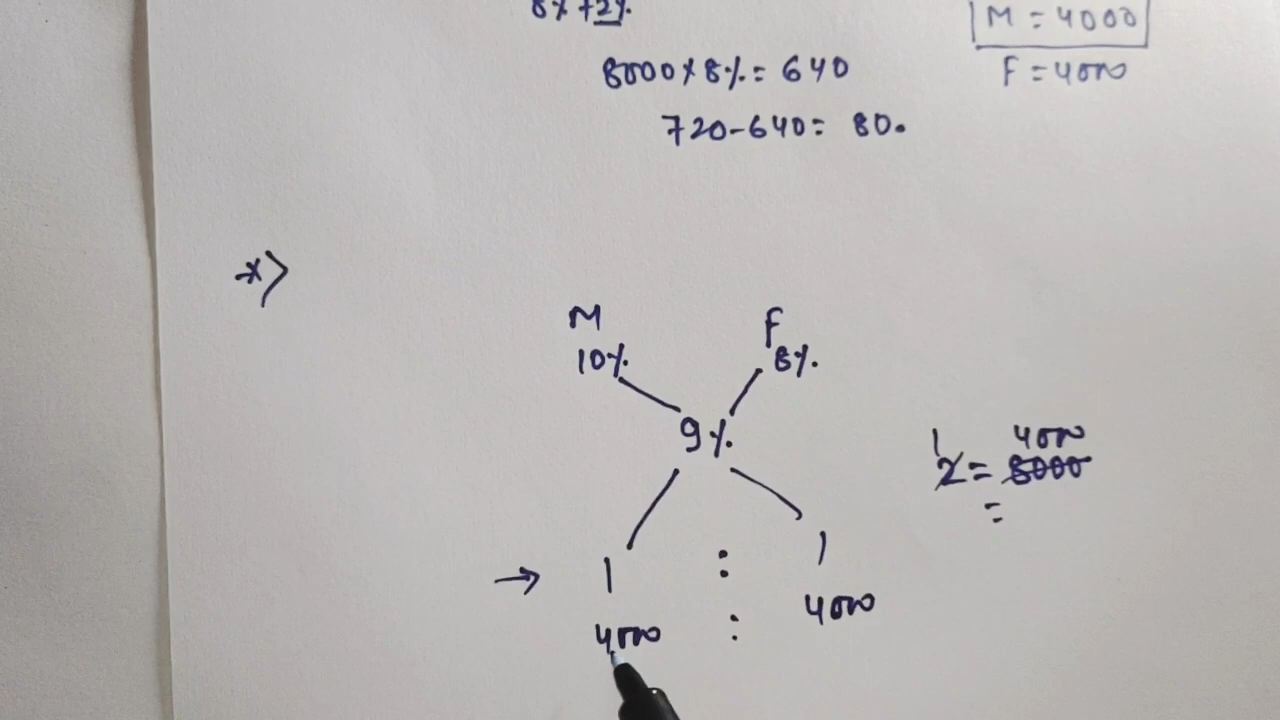 8% + 2%.
M = 4000
8000 x 8% = 640
F = 4000
720-640= 80.
*>
M F
10% 8%.
9%.
1 4000
2 = 8000
=
→ 1 : 1
4000 : 4000